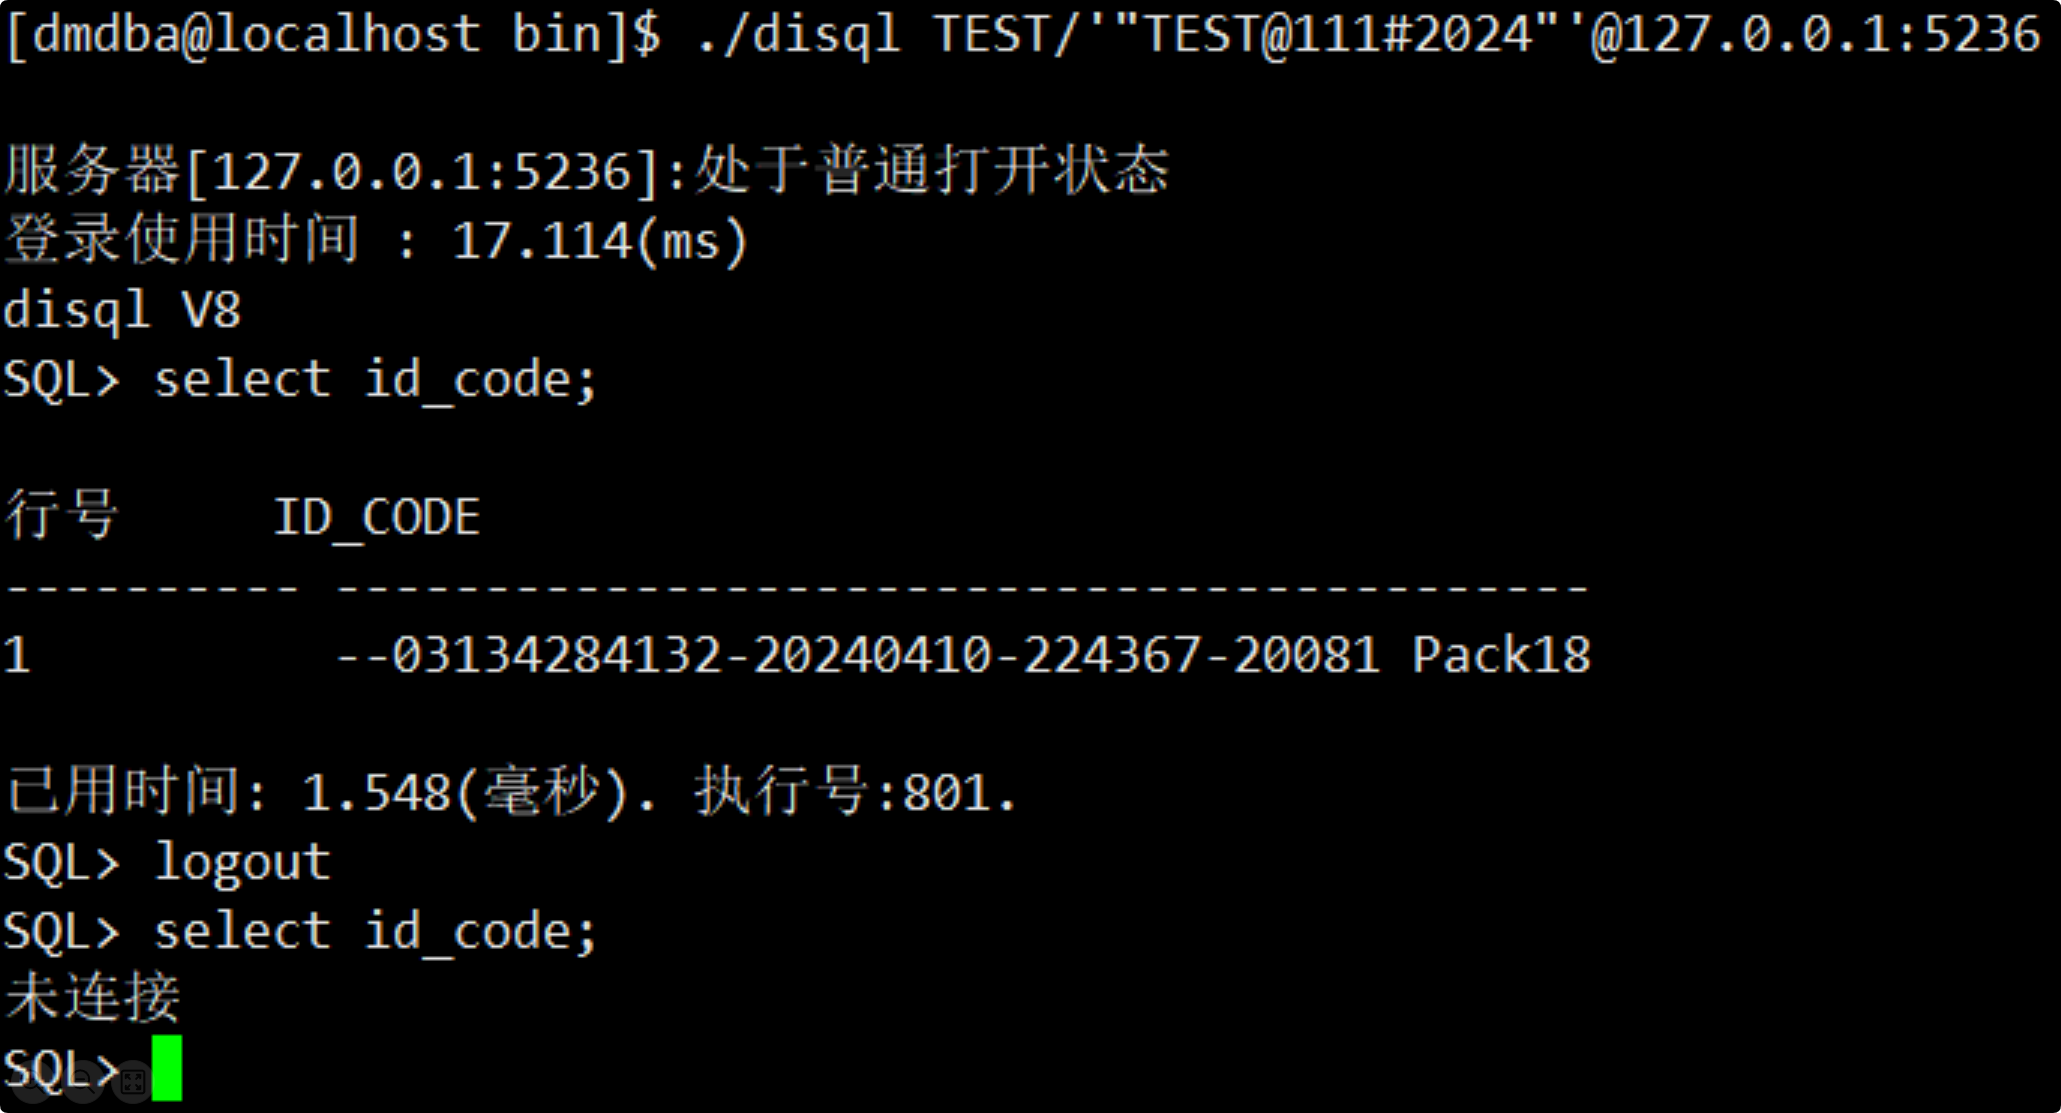 [dmdba@localhost bin]$ ./disql TEST/'"TEST@111#2024"'@127.0.0.1:5236
服务器[127.0.0.1:5236]:处于普通打开状态
登录使用时间 : 17.114(ms)
disql V8
SQL> select id_code;
行号     ID_CODE
---------- ------------------------------------------
1          --03134284132-20240410-224367-20081 Pack18
已用时间: 1.548(毫秒). 执行号:801.
SQL> logout
SQL> select id_code;
未连接
SQL>